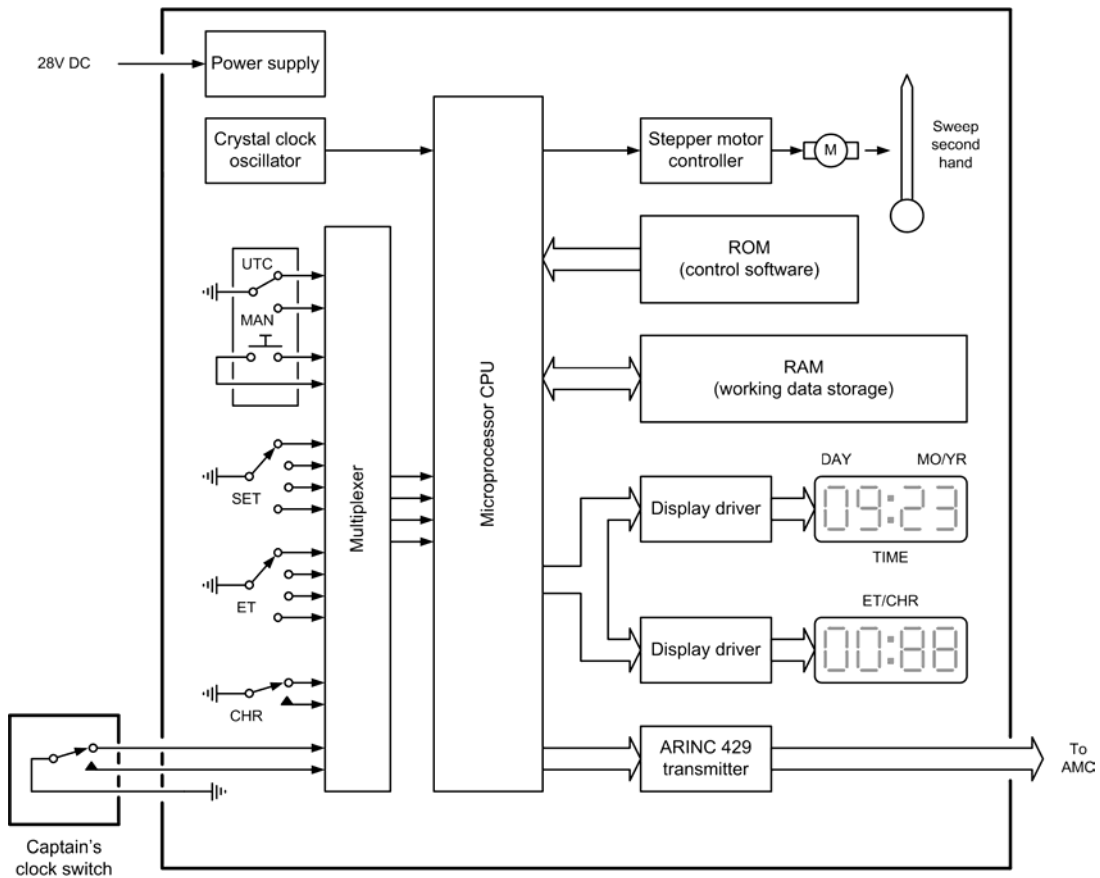 28V DC
Power supply
Crystal clock
oscillator
Stepper motor
controller
M
Sweep
second
hand
UTC
MAN
SET
ET
CHR
Multiplexer
Microprocessor CPU
ROM
(control software)
RAM
(working data storage)
DAY MO/YR
Display driver
09:23
TIME
ET/CHR
Display driver
00:88
ARINC 429
transmitter
To
AMC
Captain's
clock switch